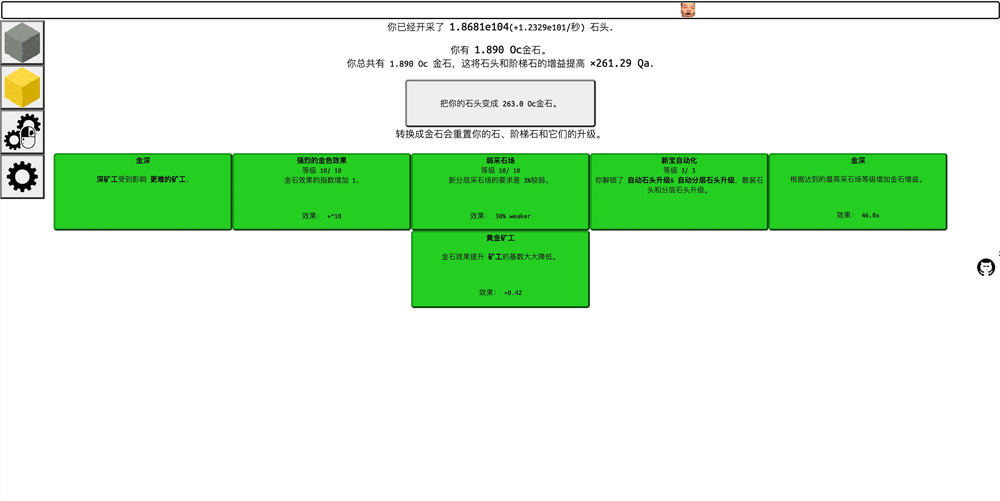 你已经开采了 1.8681e104(+1.2329e101/秒) 石头.
你有 1.890 Oc金石。
你总共有 1.890 Oc 金石, 这将石头和阶梯石的增益提高 ×261.29 Qa.
把你的石头变成 263.0 Oc金石。
转换成金石会重置你的石、阶梯石和它们的升级。
金深
深矿工受到影响 更难的矿工.
强烈的金色效果
等级 10/ 10
金石效果的指数增加 1.
效果: +^10
弱采石场
等级 10/ 10
新分层采石场的要求是 3%较弱。
效果: 30% weaker
新宝自动化
等级 3/ 3
你解锁了 自动石头升级& 自动分层石头升级, 散装石
头和分层石头升级。
金深
根据达到的最高采石场等级增加金石增益。
效果: 46.0x
黄金矿工
金石效果提升 矿工的基数大大降低。
效果: +0.42